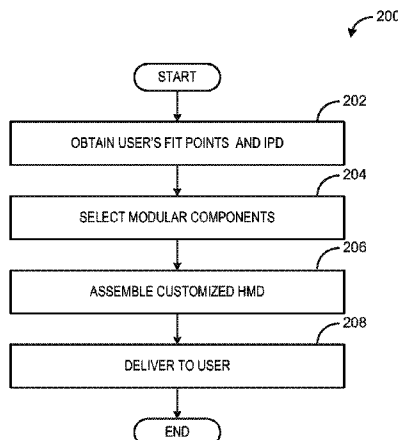 200
START
202
OBTAIN USER'S FIT POINTS AND IPD
204
SELECT MODULAR COMPONENTS
206
ASSEMBLE CUSTOMIZED HMD
208
DELIVER TO USER
END